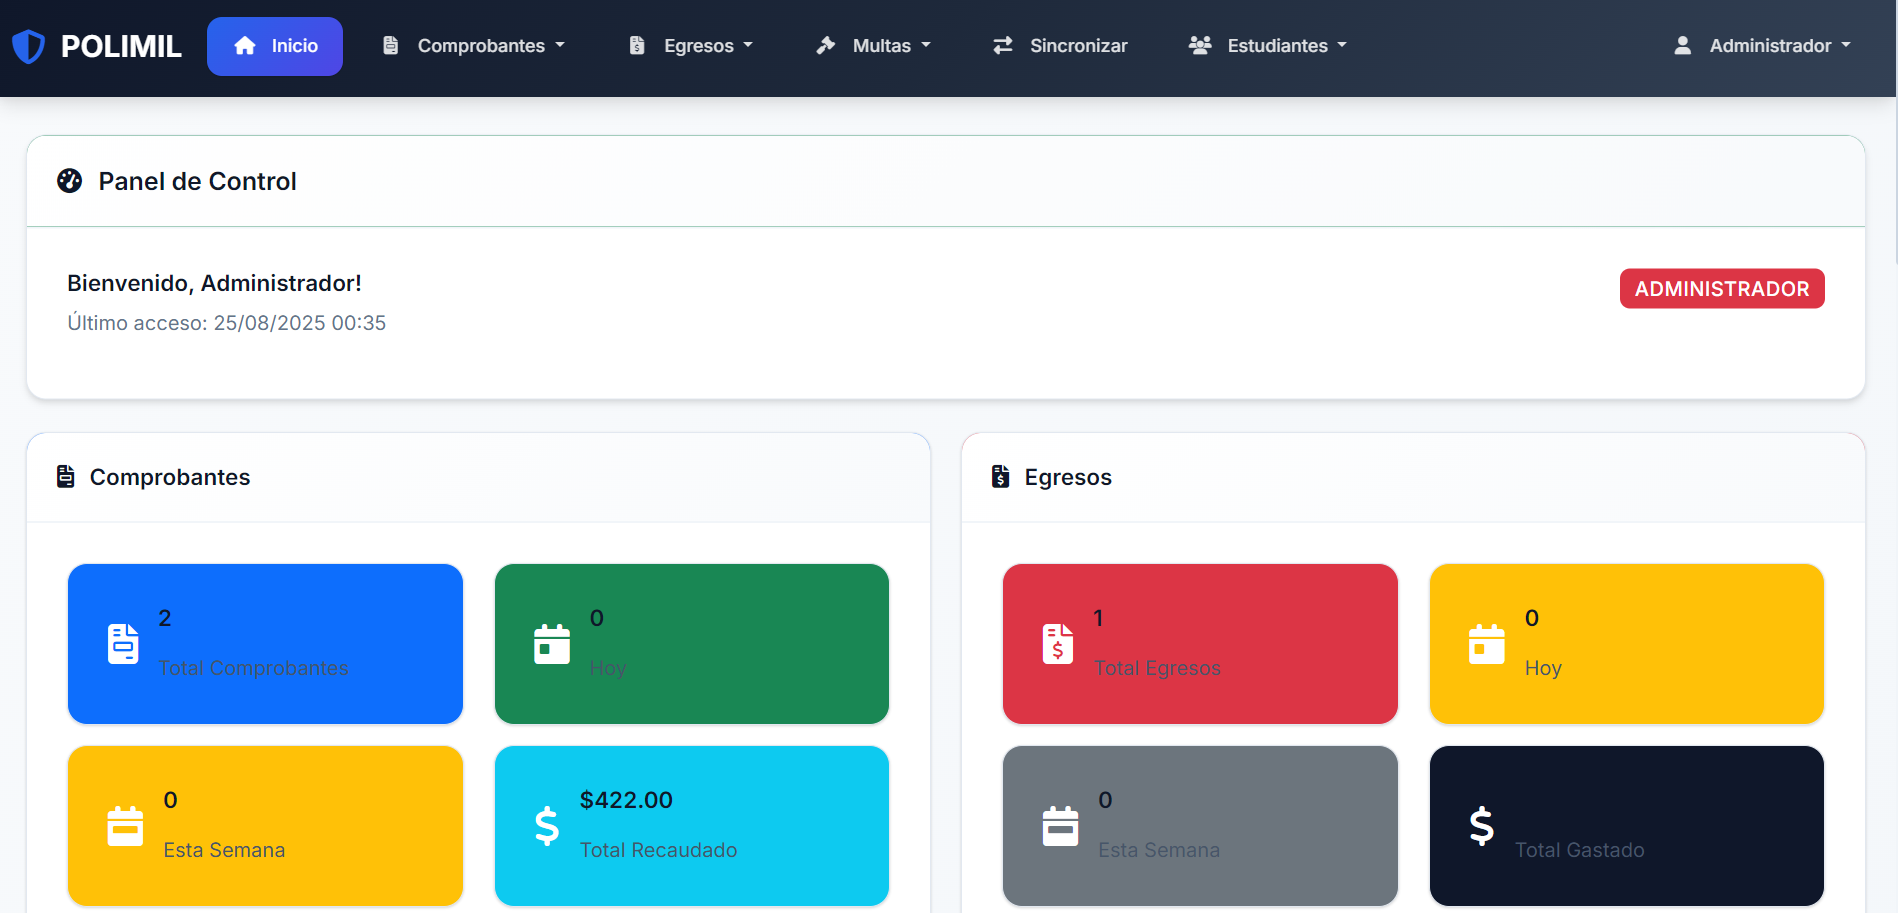 POLIMIL
Inicio
Comprobantes
Egresos
Multas
Sincronizar
Estudiantes
Administrador
Panel de Control
Bienvenido, Administrador!
ADMINISTRADOR
Último acceso: 25/08/2025 00:35
Comprobantes
2
Total Comprobantes
0
Hoy
0
Esta Semana
$422.00
Total Recaudado
Egresos
1
Total Egresos
0
Hoy
0
Esta Semana
Total Gastado